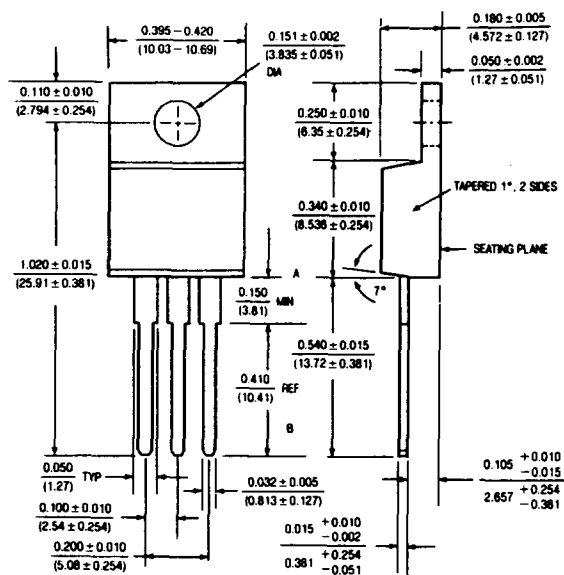 0.395 – 0.420
(10.03 – 10.69)
0.151 ± 0.002
(3.835 ± 0.051)
DIA
0.180 ± 0.005
(4.572 ± 0.127)
0.050 ± 0.002
(1.27 ± 0.051)
0.110 ± 0.010
(2.794 ± 0.254)
0.250 ± 0.010
(6.35 ± 0.254)
TAPERED 1°, 2 SIDES
0.340 ± 0.010
(8.536 ± 0.254)
SEATING PLANE
1.020 ± 0.015
(25.91 ± 0.381)
A
7°
0.150 MIN
(3.81)
0.540 ± 0.015
(13.72 ± 0.381)
0.410 REF
(10.41)
B
0.050 TYP
(1.27)
0.032 ± 0.005
(0.813 ± 0.127)
0.105 +0.010
−0.015
2.657 +0.254
−0.381
0.100 ± 0.010
(2.54 ± 0.254)
0.015 +0.010
−0.002
0.381 +0.254
−0.051
0.200 ± 0.010
(5.08 ± 0.254)